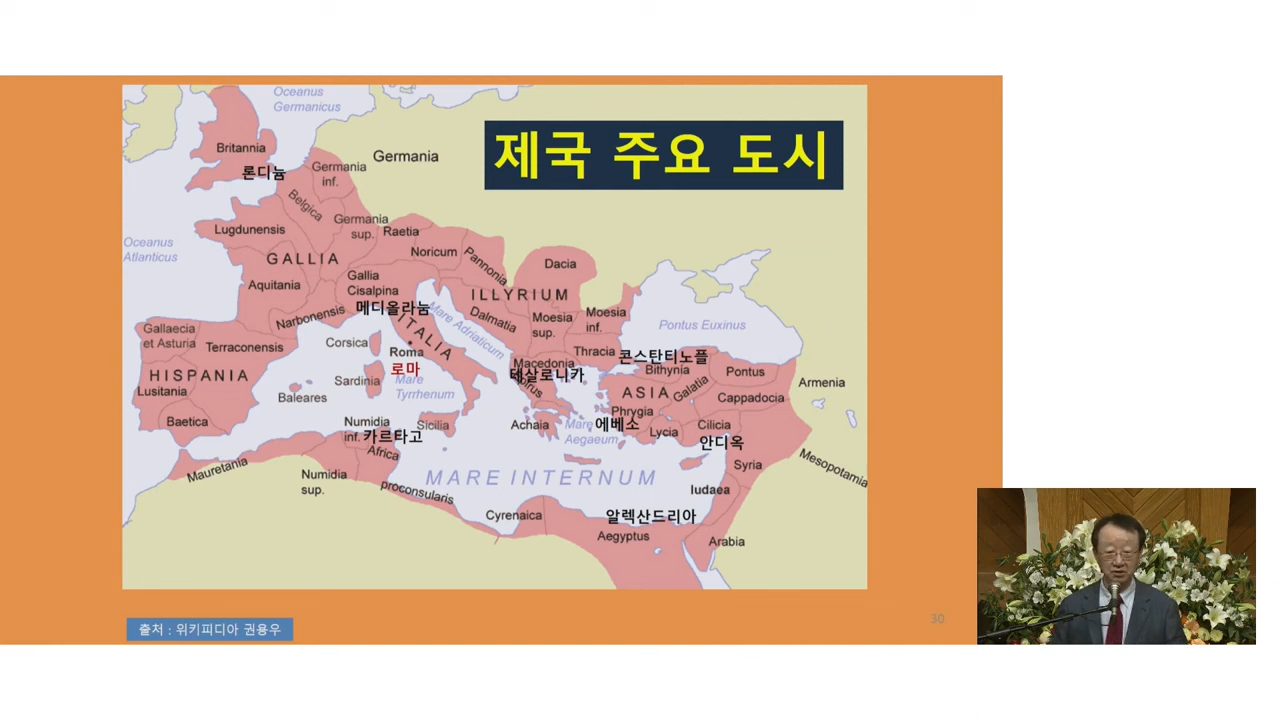 제국 주요 도시
Oceanus
Germanicus
Britannia
론디늄
Germania
inf.
Germania
Belgica
Germania
sup.
Lugdunensis
Raetia
Oceanus
Atlanticus
GALLIA
Noricum
Pannonia
Dacia
Gallia
Cisalpina
Aquitania
메디올라눔
ILLYRIUM
Narbonensis
ITALIA
Mare Adriaticum
Dalmatia
Moesia
sup.
Moesia
inf.
Pontus Euxinus
Gallaecia
et Asturia
Terraconensis
Corsica
Roma
로마
Thracia
콘스탄티노플
Macedonia
테살로니카
Bithynia
Pontus
Armenia
HISPANIA
Lusitania
Sardinia
Mare
Tyrrhenum
ASIA
Galatia
Cappadocia
Baleares
Phrygia
Baetica
Numidia
inf.
카르타고
Sicilia
Achaia
Mare
Aegaeum
에베소
Lycia
Cilicia
안디옥
Africa
proconsularis
Mauretania
Numidia
sup.
MARE INTERNUM
Syria
Mesopotamia
Iudaea
Cyrenaica
알렉산드리아
Aegyptus
Arabia
출처 : 위키피디아 권용우
30